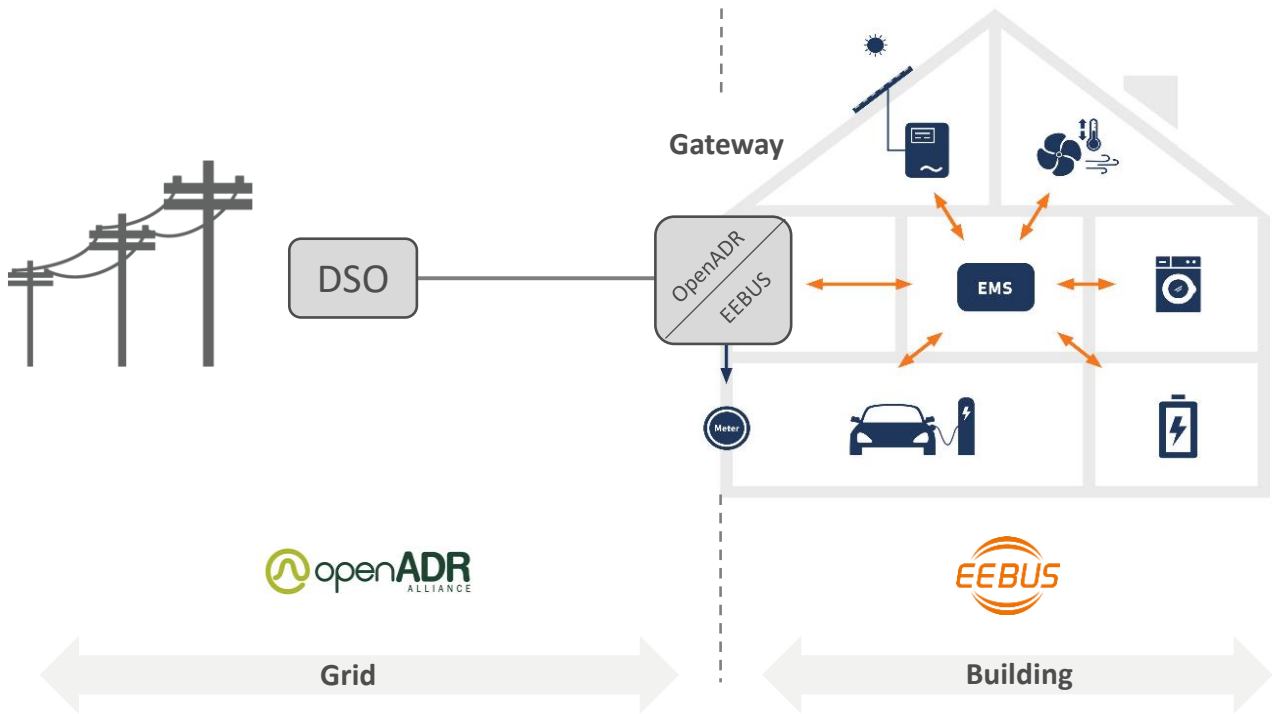 Gateway
DSO
OpenADR
EEBUS
EMS
Meter
openADR
ALLIANCE
EEBUS
Grid
Building